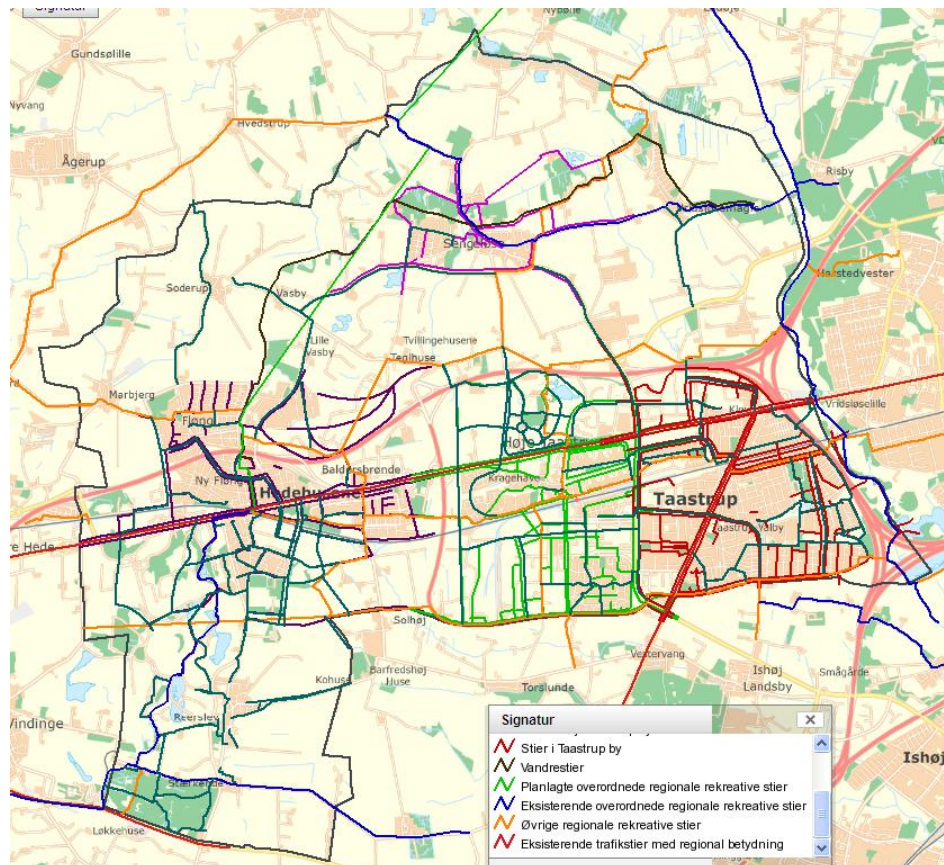 Signatur
Gundsølille
Nyvang
Hvedstrup
Ågerup
Risby
Sengeløse
Harstedvester
Soderup
Vasby
Lille
Vasby
Tvillingehusene
Marbjerg
Fløng
Vridsløselille
Høje Taastrup
Baldersbrønde
Kragehave
Ny Fløng
Hedehusene
Taastrup
Taastrup Valby
re Hede
Solhøj
Vestervang
Barfredshøj
Huse
Kohuse
Torslunde
Ishøj
Landsby
Smågårde
Reerslev
Vindinge
Stærkende
Løkkehuse
Ishøj
Signatur
Stier i Taastrup by
Vandrestier
Planlagte overordnede regionale rekreative stier
Eksisterende overordnede regionale rekreative stier
Øvrige regionale rekreative stier
Eksisterende trafikstier med regional betydning